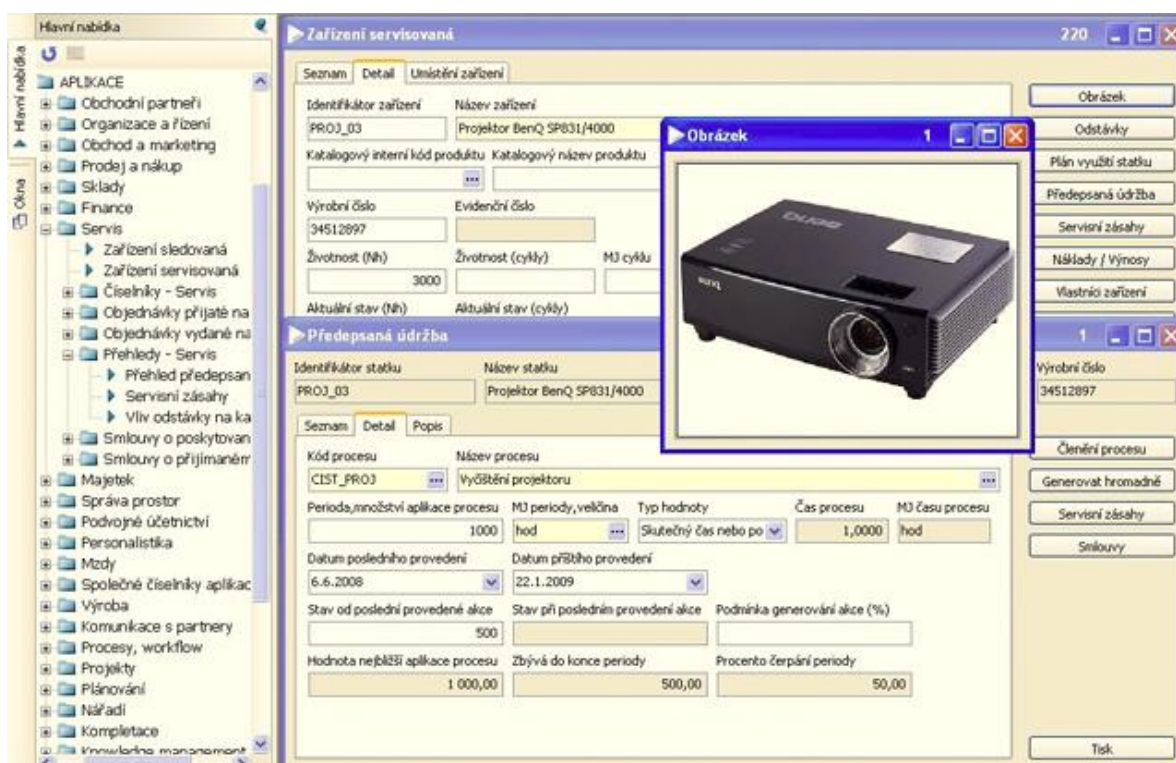 Hlavní nabídka
Hlavní nabídka
Okna
APLIKACE
Obchodní partneři
Organizace a řízení
Obchod a marketing
Prodej a nákup
Sklady
Finance
Servis
Zařízení sledovaná
Zařízení servisovaná
Číselníky - Servis
Objednávky přijaté na
Objednávky vydané na
Přehledy - Servis
Přehled předepsan
Servisní zásahy
Vliv odstávky na ka
Smlouvy o poskytovan
Smlouvy o přijímaném
Majetek
Správa prostor
Podvojné účetnictví
Personalistika
Mzdy
Společné číselníky aplikac
Výroba
Komunikace s partnery
Procesy, workflow
Projekty
Plánování
Nářadí
Kompletace
Knowledge management
Zařízení servisovaná 220
Seznam Detail Umístění zařízení
Identifikátor zařízení Název zařízení
PROJ_03 Projektor BenQ SP831/4000
Katalogový interní kód produktu Katalogový název produktu
Výrobní číslo Evidenční číslo
34512897
Životnost (Nh) Životnost (cykly) MJ cyklu
3000
Aktuální stav (Nh) Aktuální stav (cykly)
Obrázek
Odstávky
Plán využití statku
Předepsaná údržba
Servisní zásahy
Náklady / Výnosy
Vlastníci zařízení
Obrázek 1
BenQ
BenQ
Předepsaná údržba 1
Identifikátor statku Název statku Výrobní číslo
PROJ_03 Projektor BenQ SP831/4000 34512897
Seznam Detail Popis
Kód procesu Název procesu
CIST_PROJ Vyčištění projektoru
Perioda,množství aplikace procesu MJ periody,veličina Typ hodnoty Čas procesu MJ času procesu
1000 hod Skutečný čas nebo po 1,0000 hod
Datum posledního provedení Datum příštího provedení
6.6.2008 22.1.2009
Stav od poslední provedené akce Stav při posledním provedení akce Podmínka generování akce (%)
500
Hodnota nejbližší aplikace procesu Zbývá do konce periody Procento čerpání periody
1 000,00 500,00 50,00
Členění procesu
Generovat hromadně
Servisní zásahy
Smlouvy
Tisk